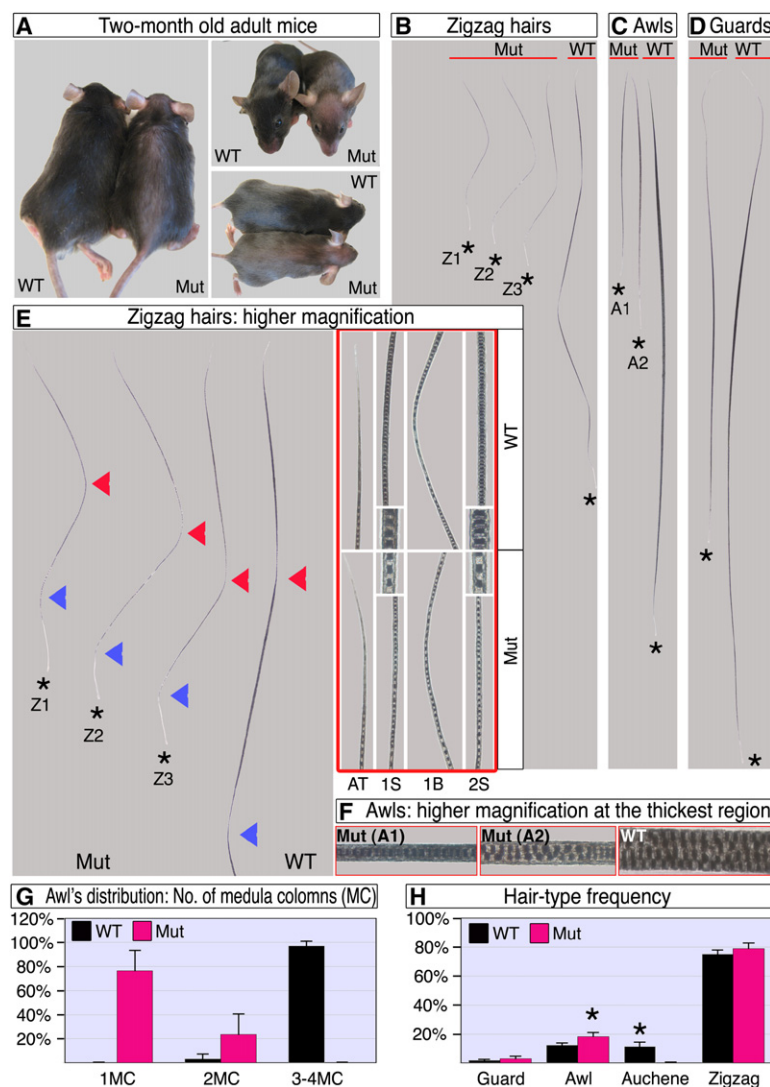 A Two-month old adult mice
WT
Mut
WT
Mut
WT
Mut
B Zigzag hairs
Mut WT
Z1
*
Z2
*
Z3
*
*
C Awls
Mut WT
*
A1
*
A2
*
D Guards
Mut WT
*
*
E Zigzag hairs: higher magnification
*
Z1
*
Z2
*
Z3
Mut WT
WT
Mut
AT 1S 1B 2S
F Awls: higher magnification at the thickest region
Mut (A1) Mut (A2) WT
G Awl's distribution: No. of medula colomns (MC)
WT Mut
120%
100%
80%
60%
40%
20%
1MC 2MC 3-4MC
H Hair-type frequency
WT Mut
100%
80%
60%
40%
20%
* *
Guard Awl Auchene Zigzag